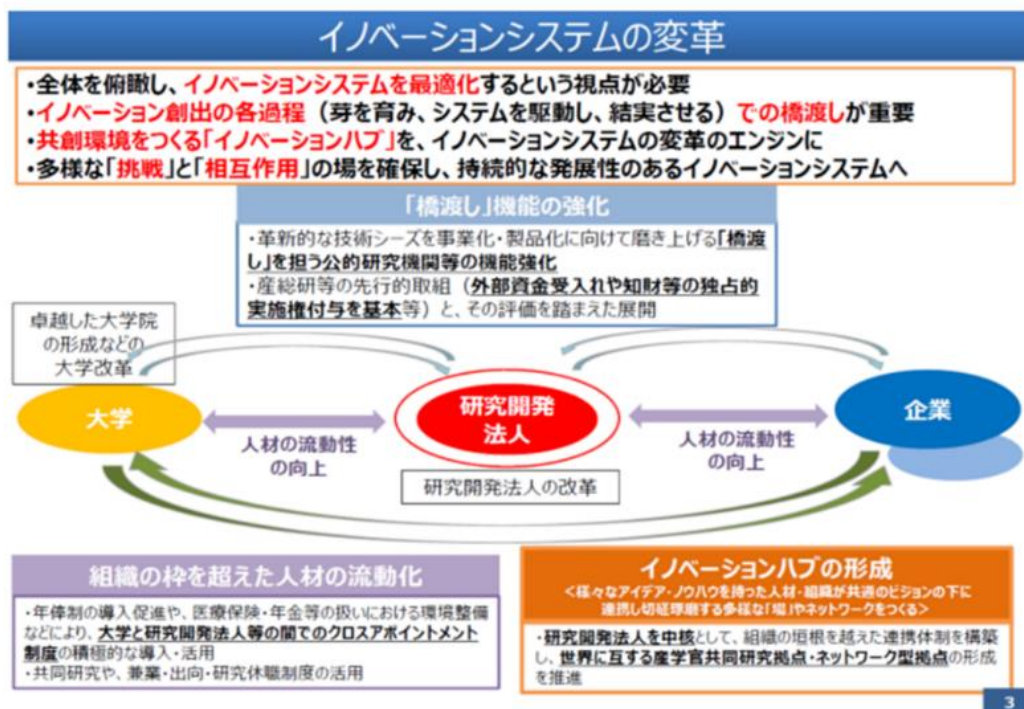 イノベーションシステムの変革
・全体を俯瞰し、イノベーションシステムを最適化するという視点が必要
・イノベーション創出の各過程（芽を育み、システムを駆動し、結実させる）での橋渡しが重要
・共創環境をつくる「イノベーションハブ」を、イノベーションシステムの変革のエンジンに
・多様な「挑戦」と「相互作用」の場を確保し、持続的な発展性のあるイノベーションシステムへ
「橋渡し」機能の強化
・革新的な技術シーズを事業化・製品化に向けて磨き上げる「橋渡
し」を担う公的研究機関等の機能強化
・産総研等の先行的取組（外部資金受入れや知財等の独占的
実施権付与を基本等）と、その評価を踏まえた展開
卓越した大学院
の形成などの
大学改革
大学
人材の流動性
の向上
研究開発
法人
研究開発法人の改革
人材の流動性
の向上
企業
組織の枠を超えた人材の流動化
・年俸制の導入促進や、医療保険・年金等の扱いにおける環境整備
などにより、大学と研究開発法人等の間でのクロスアポイントメント
制度の積極的な導入・活用
・共同研究や、兼業・出向・研究休職制度の活用
イノベーションハブの形成
＜様々なアイデア・ノウハウを持った人材・組織が共通のビジョンの下に
連携し切磋琢磨する多様な「場」やネットワークをつくる＞
・研究開発法人を中核として、組織の垣根を越えた連携体制を構築
し、世界に互する産学官共同研究拠点・ネットワーク型拠点の形成
を推進
3